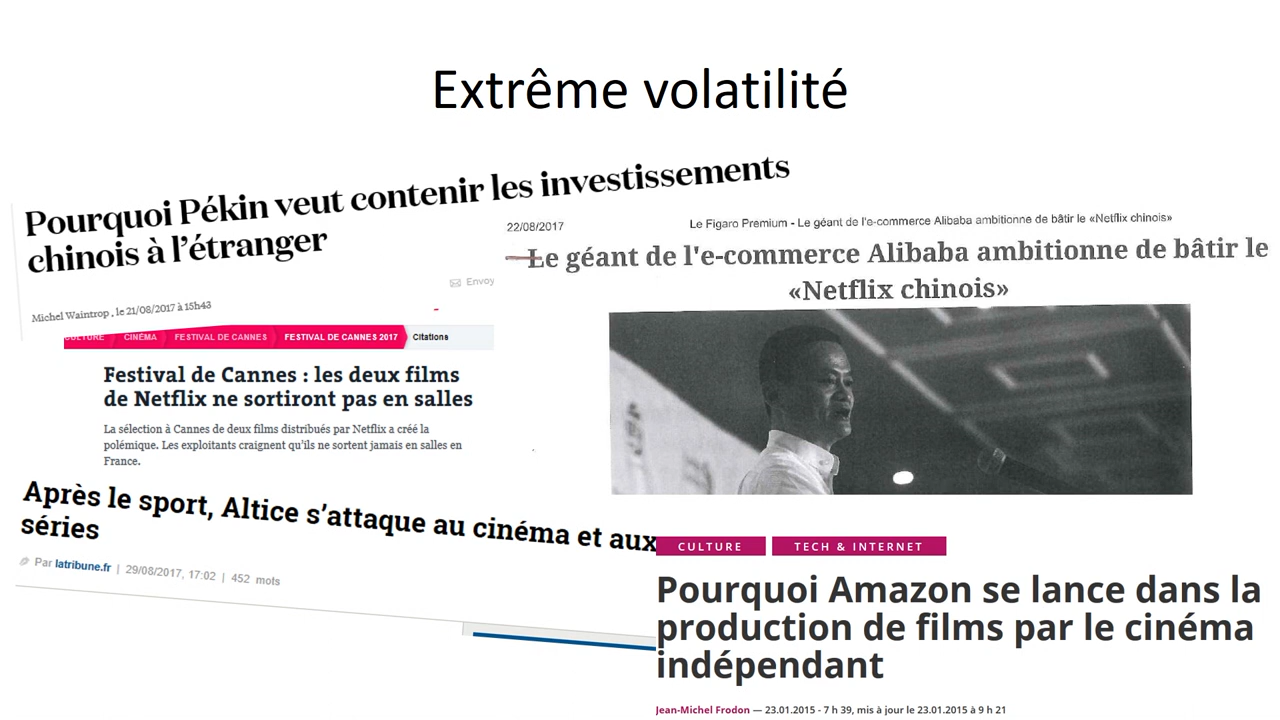 Extrême volatilité
Pourquoi Pékin veut contenir les investissements
chinois à l'étranger
Envoy
Michel Waintrop , le 21/08/2017 à 15h43
22/08/2017
Le Figaro Premium - Le géant de l'e-commerce Alibaba ambitionne de bâtir le «Netflix chinois»
Le géant de l'e-commerce Alibaba ambitionne de bâtir le
«Netflix chinois»
CULTURE CINÉMA FESTIVAL DE CANNES FESTIVAL DE CANNES 2017 Citations
Festival de Cannes : les deux films
de Netflix ne sortiront pas en salles
La sélection à Cannes de deux films distribués par Netflix a créé la
polémique. Les exploitants craignent qu'ils ne sortent jamais en salles en
France.
Après le sport, Altice s'attaque au cinéma et aux
séries
Par latribune.fr | 29/08/2017, 17:02 | 452 mots
CULTURE TECH & INTERNET
Pourquoi Amazon se lance dans la
production de films par le cinéma
indépendant
Jean-Michel Frodon — 23.01.2015 - 7 h 39, mis à jour le 23.01.2015 à 9 h 21